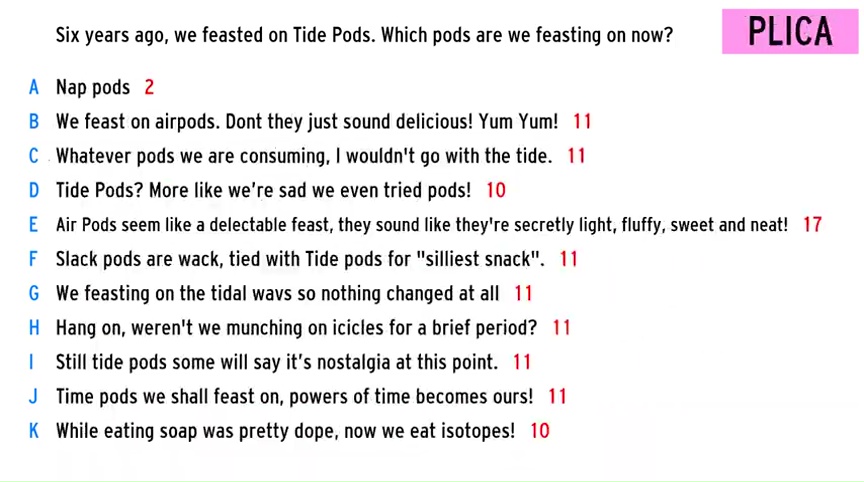 Six years ago, we feasted on Tide Pods. Which pods are we feasting on now?
PLICA
A Nap pods 2
B We feast on airpods. Dont they just sound delicious! Yum Yum! 11
C Whatever pods we are consuming, I wouldn't go with the tide. 11
D Tide Pods? More like we're sad we even tried pods! 10
E Air Pods seem like a delectable feast, they sound like they're secretly light, fluffy, sweet and neat! 17
F Slack pods are wack, tied with Tide pods for "silliest snack". 11
G We feasting on the tidal wavs so nothing changed at all 11
H Hang on, weren't we munching on icicles for a brief period? 11
I Still tide pods some will say it's nostalgia at this point. 11
J Time pods we shall feast on, powers of time becomes ours! 11
K While eating soap was pretty dope, now we eat isotopes! 10